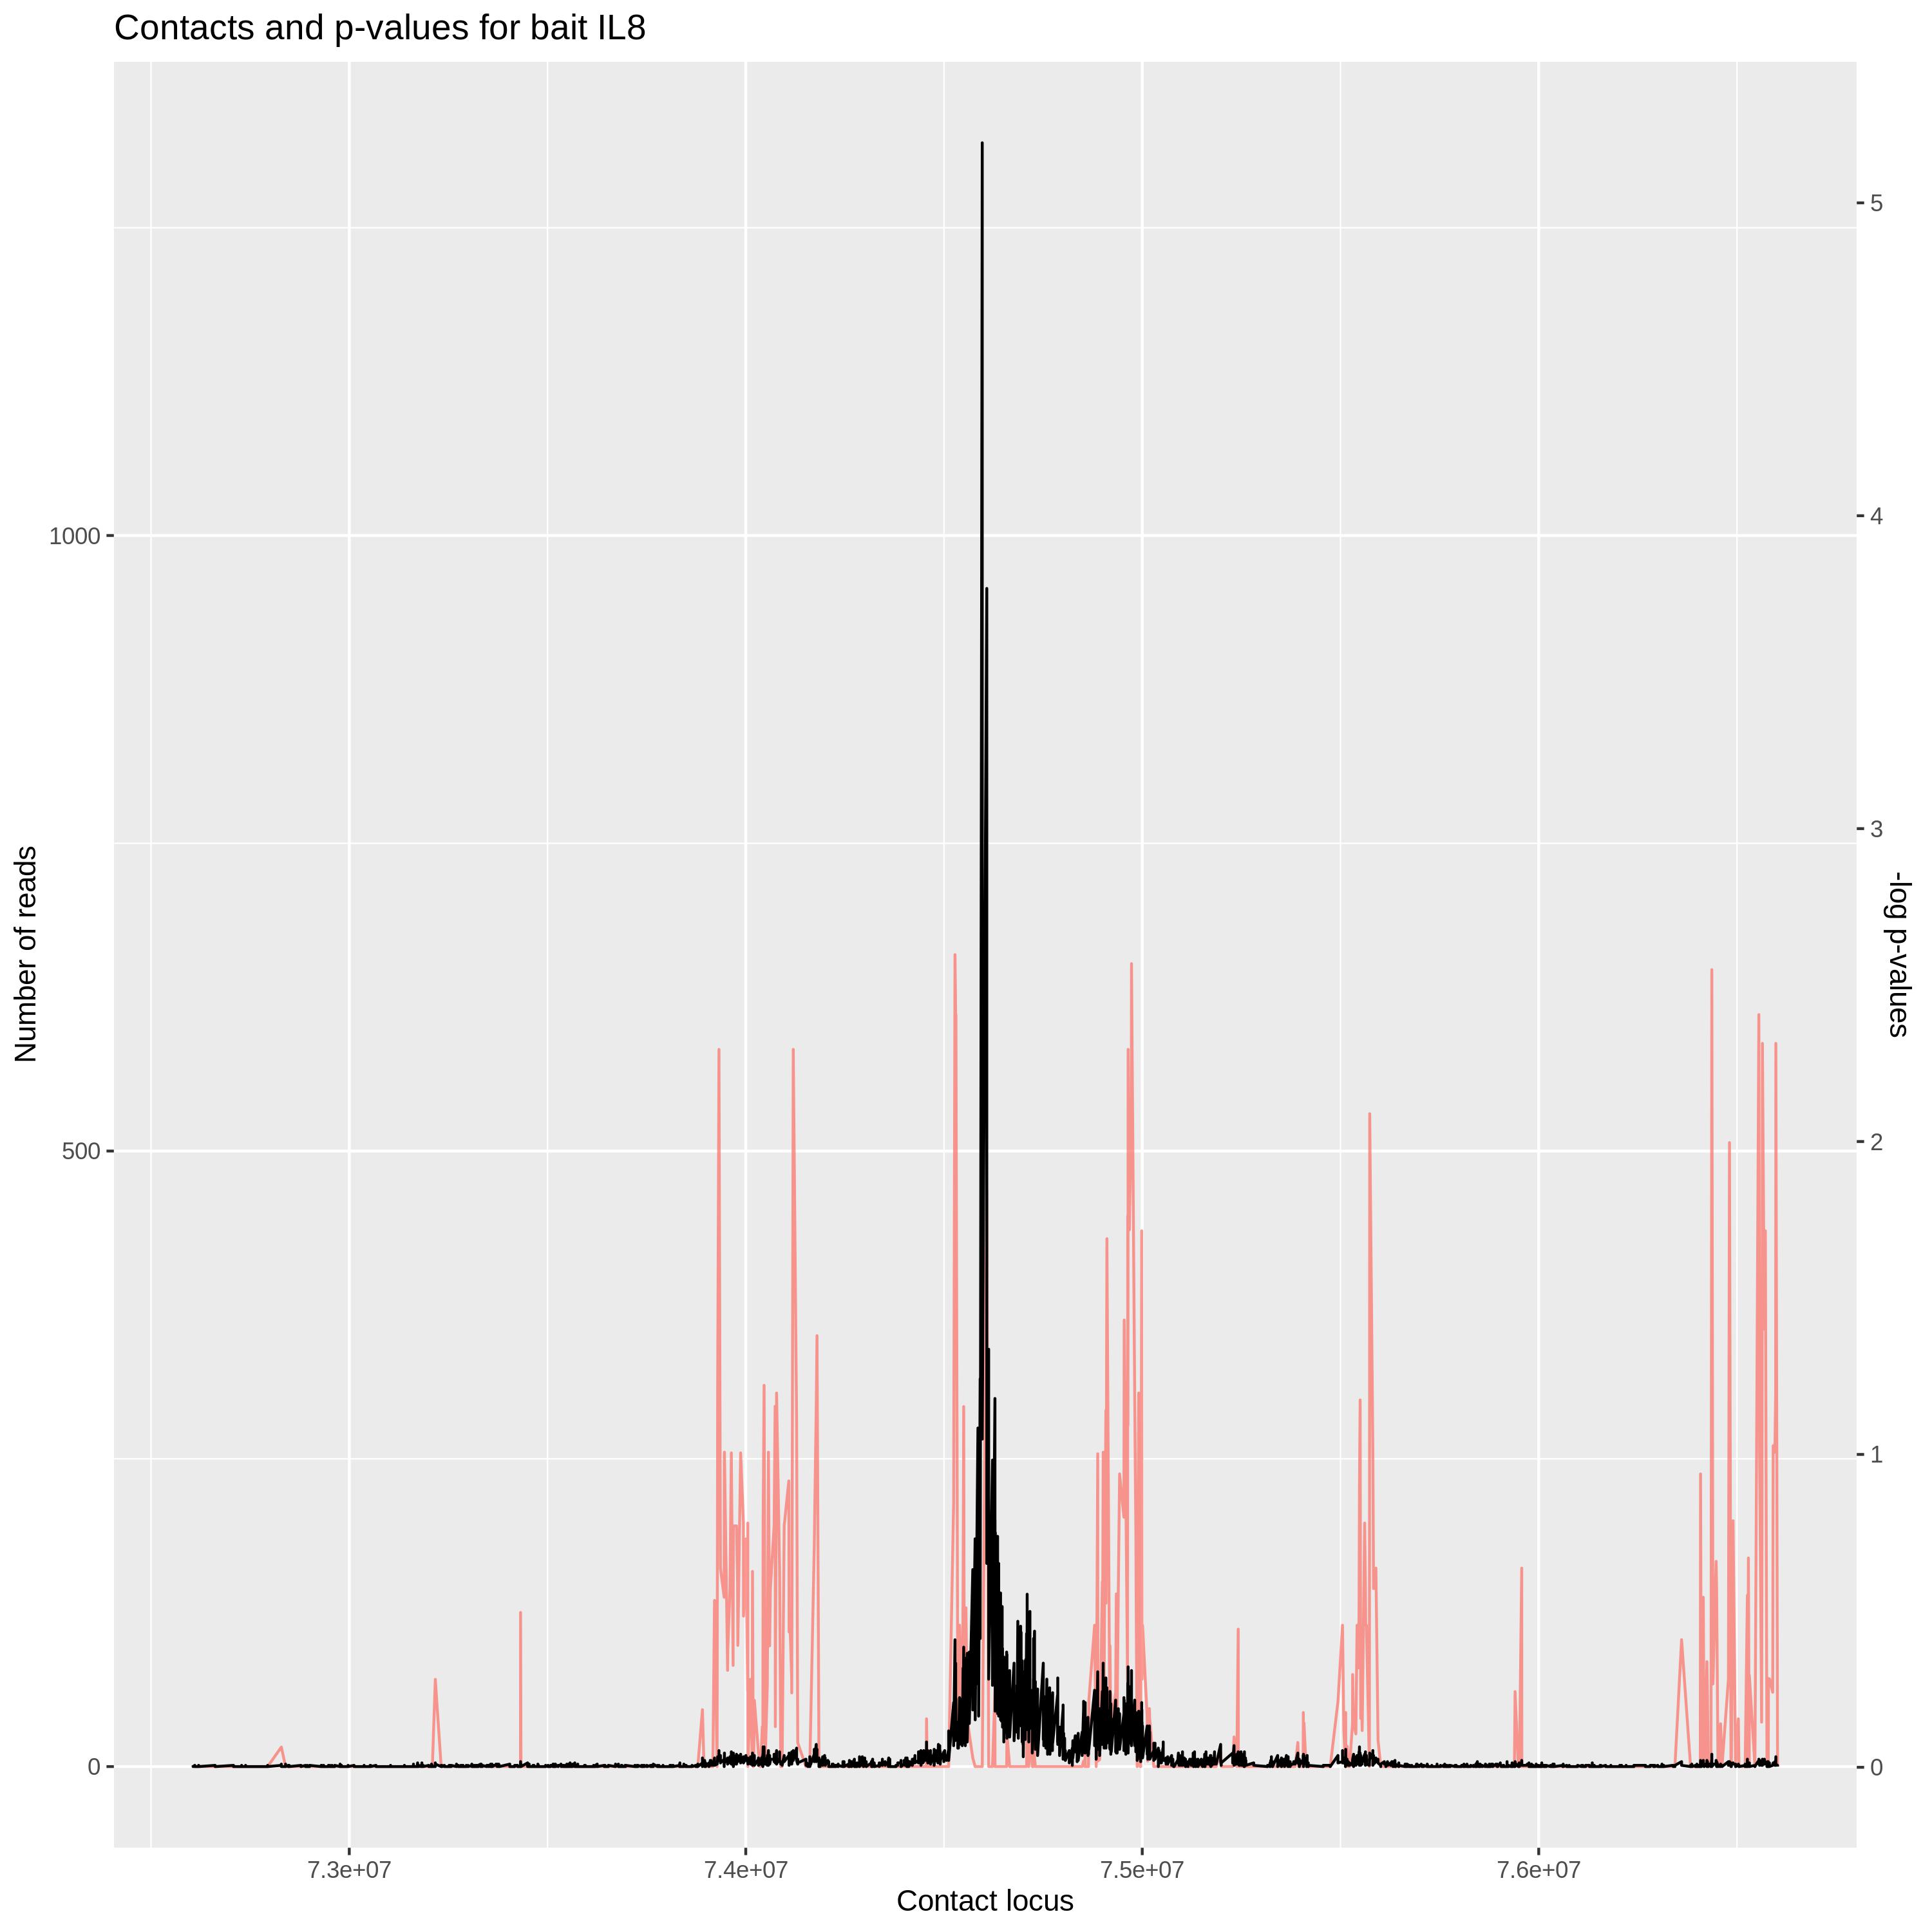 Contacts and p-values for bait IL8
Number of reads
1000
500
0
5
4
3
2
1
0
-log p-values
7.3e+07
7.4e+07
7.5e+07
7.6e+07
Contact locus